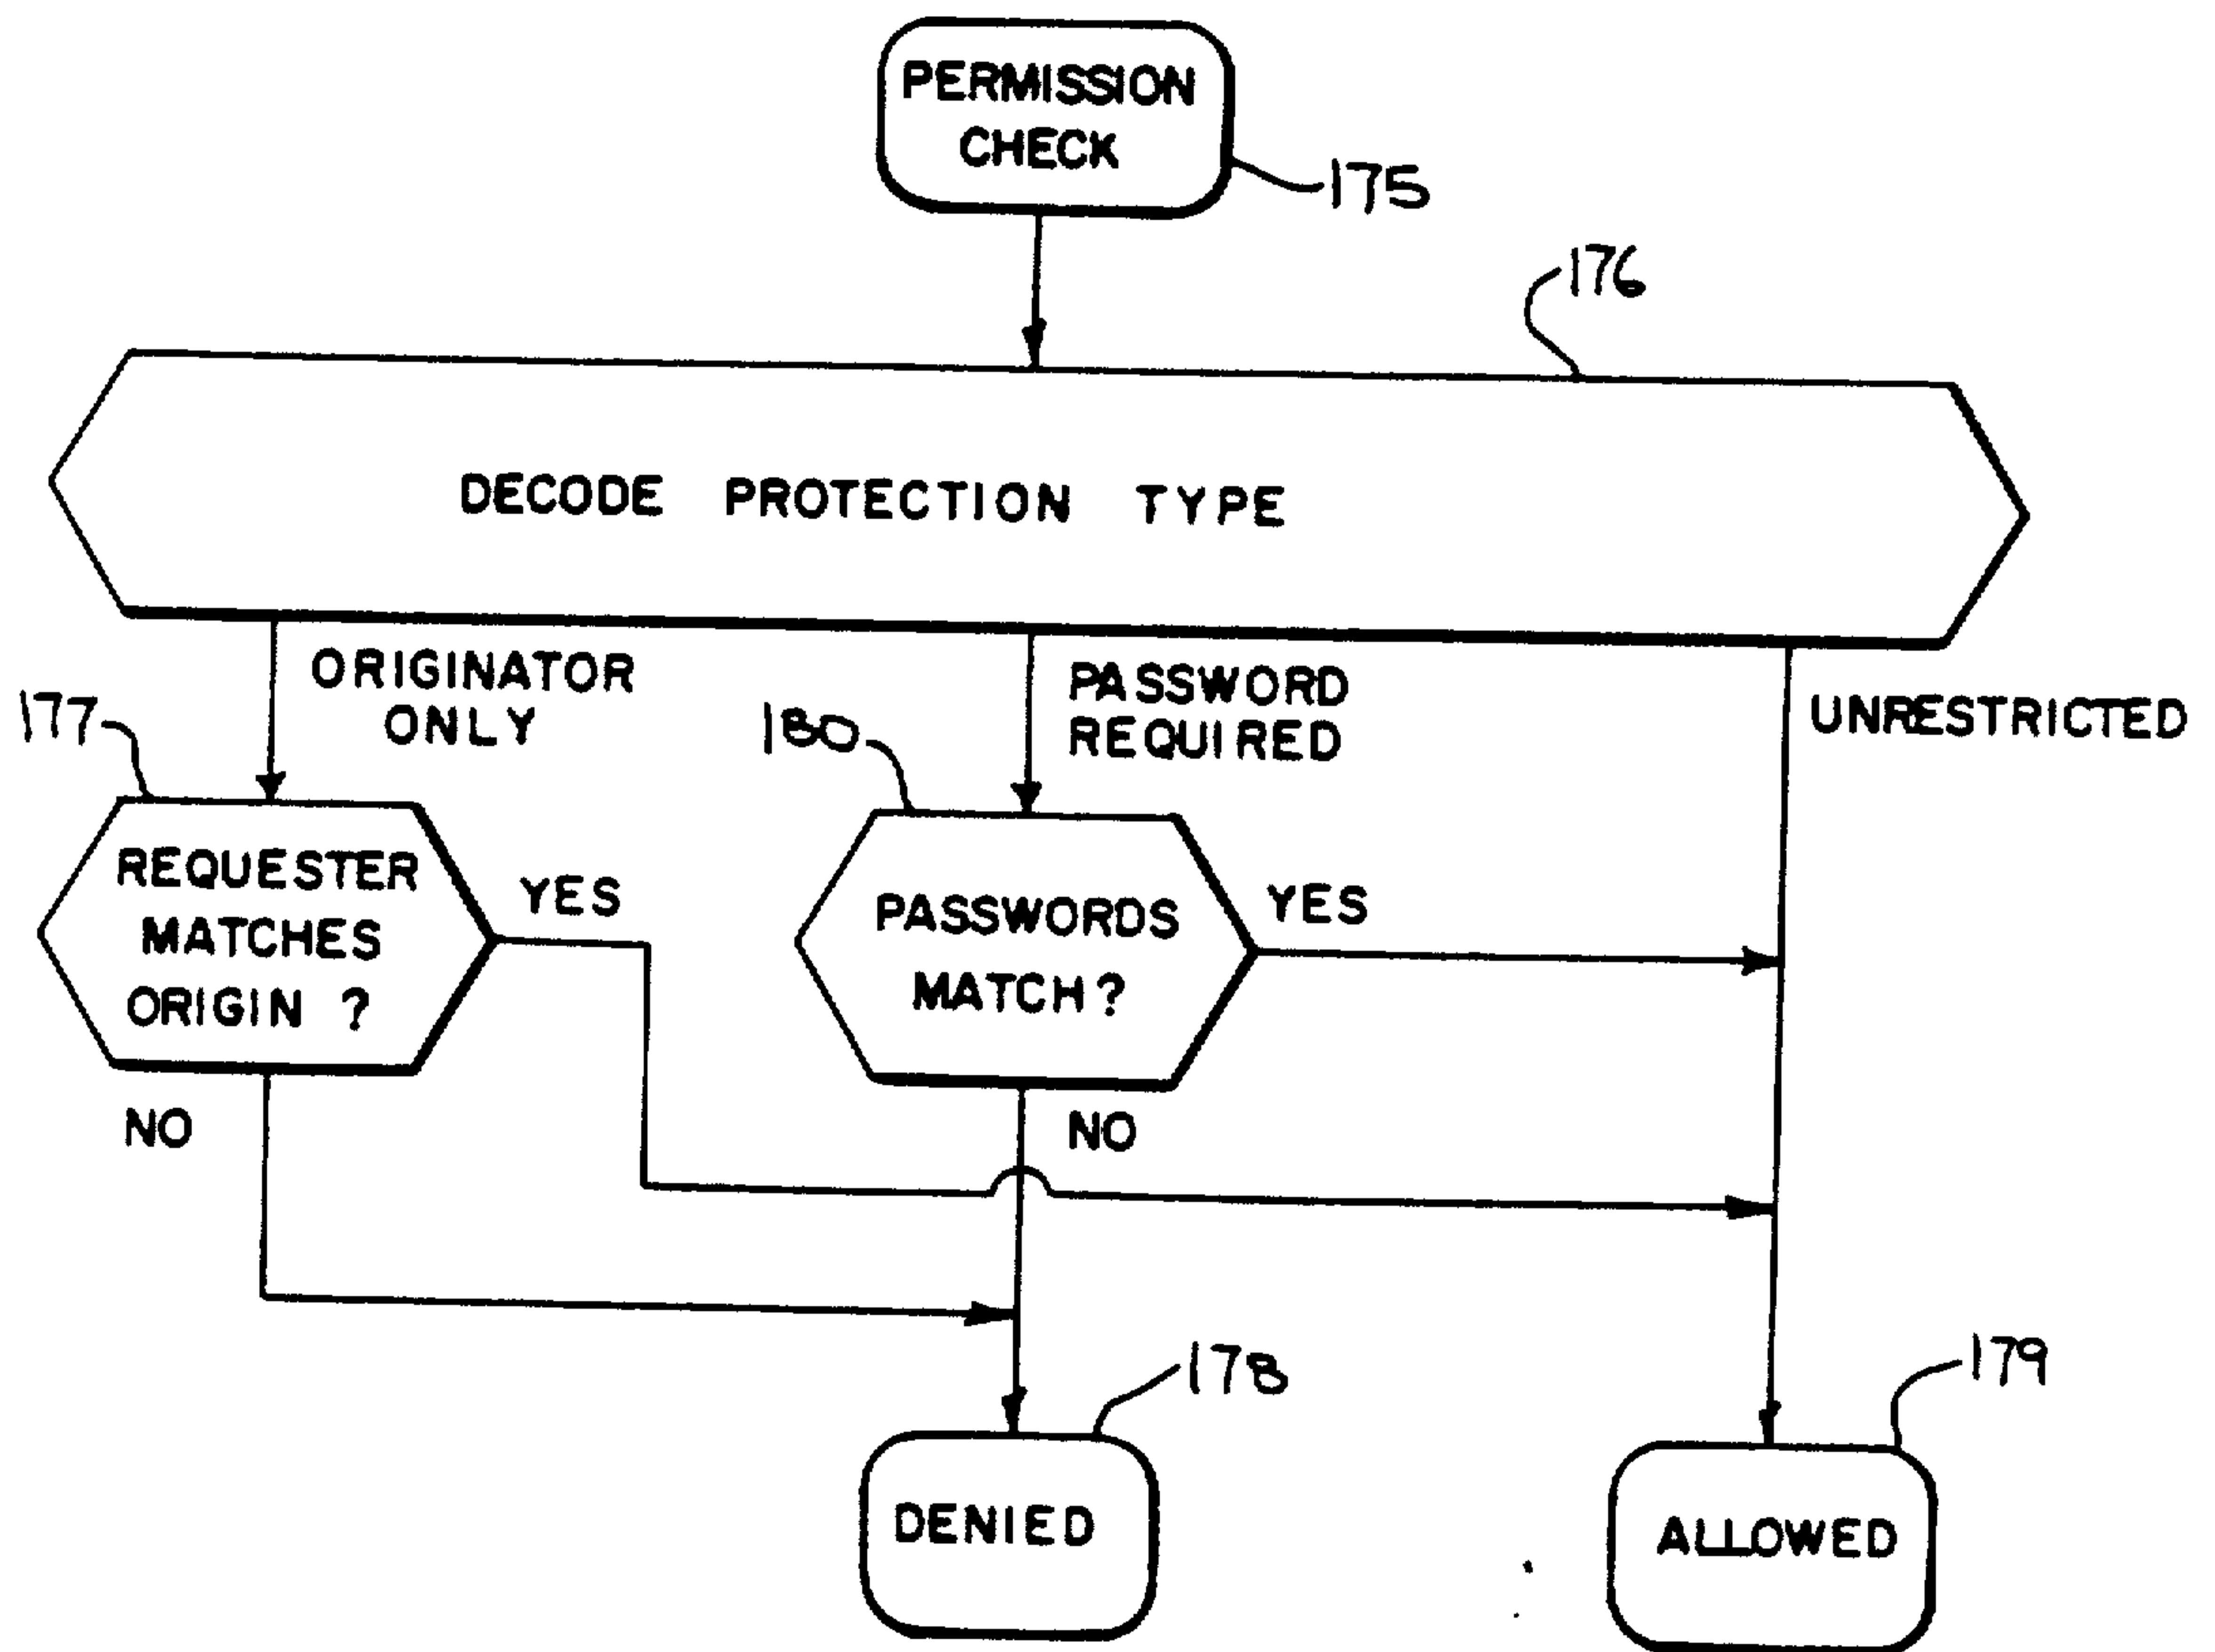 PERMISSION
CHECK
175
176
DECODE PROTECTION TYPE
ORIGINATOR
ONLY
PASSWORD
REQUIRED
UNRESTRICTED
177
180
REQUESTER
MATCHES
ORIGIN ?
YES
PASSWORDS
MATCH?
YES
NO
NO
178
179
DENIED
ALLOWED